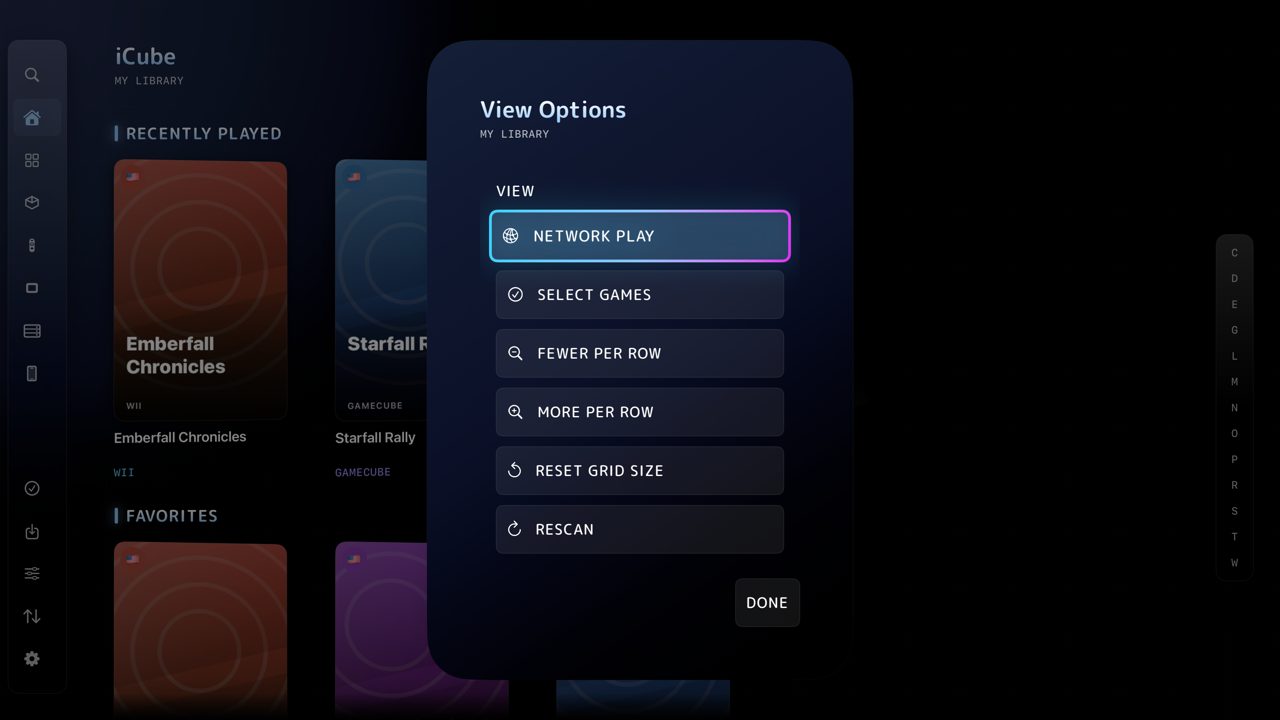 iCube
MY LIBRARY
RECENTLY PLAYED
Emberfall
Chronicles
WII
Emberfall Chronicles
WII
Starfall R
GAMECUBE
Starfall Rally
GAMECUBE
FAVORITES
View Options
MY LIBRARY
VIEW
NETWORK PLAY
SELECT GAMES
FEWER PER ROW
MORE PER ROW
RESET GRID SIZE
RESCAN
DONE
C
D
E
G
L
M
N
O
P
R
S
T
W